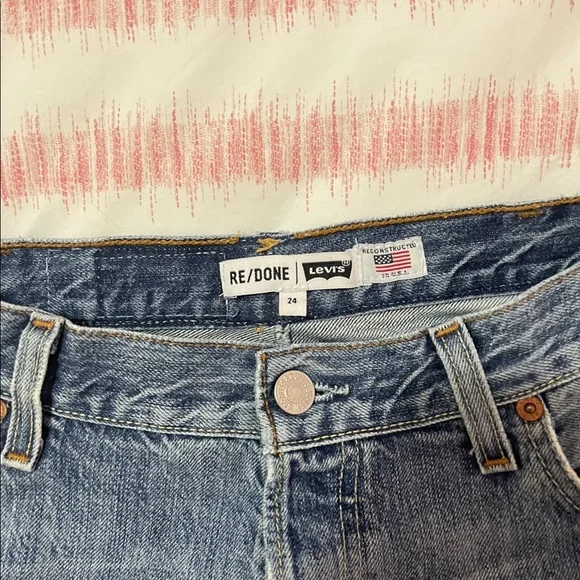 RE/DONE Levi's®
RECONSTRUCTED
IN U.S.A.
24